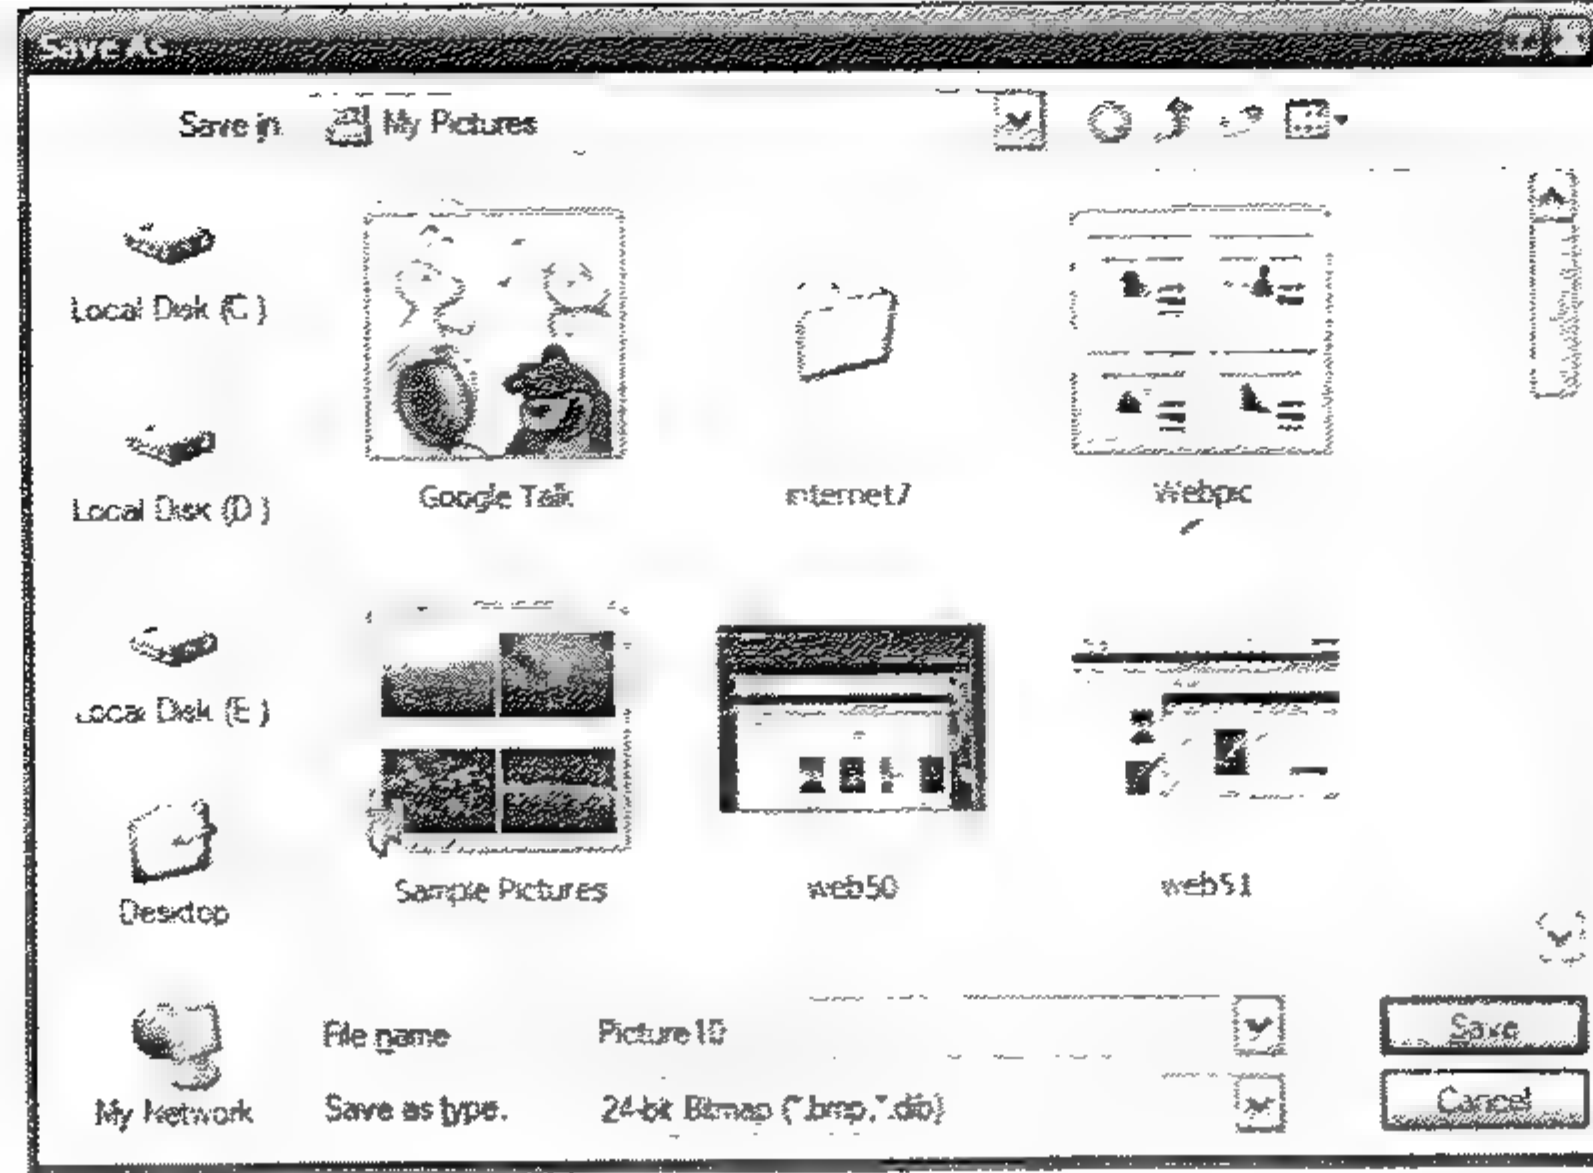 Save As
Save in: My Pictures
Local Disk (C:)
Google Talk internet7 Webpic
Local Disk (D:)
Local Disk (E:)
Sample Pictures web50 web51
Desktop
File name Picture10 Save
My Network Save as type: 24-bit Bitmap (*.bmp,*.dib) Cancel